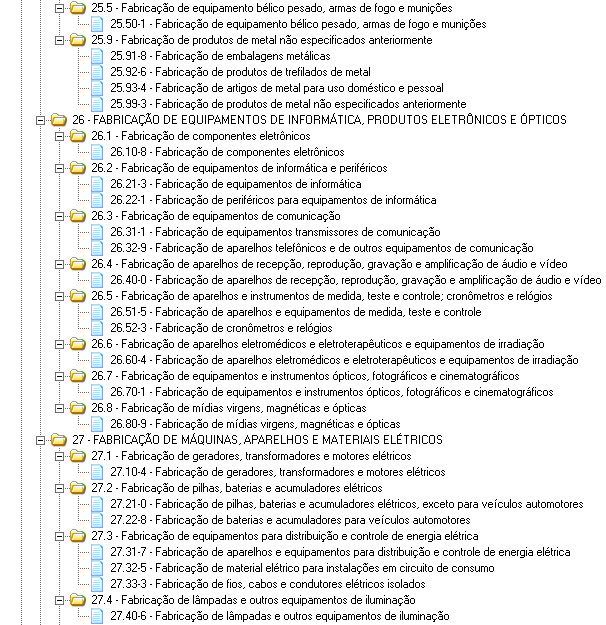 25.5 - Fabricação de equipamento bélico pesado, armas de fogo e munições
25.50-1 - Fabricação de equipamento bélico pesado, armas de fogo e munições
25.9 - Fabricação de produtos de metal não especificados anteriormente
25.91-8 - Fabricação de embalagens metálicas
25.92-6 - Fabricação de produtos de trefilados de metal
25.93-4 - Fabricação de artigos de metal para uso doméstico e pessoal
25.99-3 - Fabricação de produtos de metal não especificados anteriormente
26 - FABRICAÇÃO DE EQUIPAMENTOS DE INFORMÁTICA, PRODUTOS ELETRÔNICOS E ÓPTICOS
26.1 - Fabricação de componentes eletrônicos
26.10-8 - Fabricação de componentes eletrônicos
26.2 - Fabricação de equipamentos de informática e periféricos
26.21-3 - Fabricação de equipamentos de informática
26.22-1 - Fabricação de periféricos para equipamentos de informática
26.3 - Fabricação de equipamentos de comunicação
26.31-1 - Fabricação de equipamentos transmissores de comunicação
26.32-9 - Fabricação de aparelhos telefônicos e de outros equipamentos de comunicação
26.4 - Fabricação de aparelhos de recepção, reprodução, gravação e amplificação de áudio e vídeo
26.40-0 - Fabricação de aparelhos de recepção, reprodução, gravação e amplificação de áudio e vídeo
26.5 - Fabricação de aparelhos e instrumentos de medida, teste e controle; cronômetros e relógios
26.51-5 - Fabricação de aparelhos e equipamentos de medida, teste e controle
26.52-3 - Fabricação de cronômetros e relógios
26.6 - Fabricação de aparelhos eletromédicos e eletroterapêuticos e equipamentos de irradiação
26.60-4 - Fabricação de aparelhos eletromédicos e eletroterapêuticos e equipamentos de irradiação
26.7 - Fabricação de equipamentos e instrumentos ópticos, fotográficos e cinematográficos
26.70-1 - Fabricação de equipamentos e instrumentos ópticos, fotográficos e cinematográficos
26.8 - Fabricação de mídias virgens, magnéticas e ópticas
26.80-9 - Fabricação de mídias virgens, magnéticas e ópticas
27 - FABRICAÇÃO DE MÁQUINAS, APARELHOS E MATERIAIS ELÉTRICOS
27.1 - Fabricação de geradores, transformadores e motores elétricos
27.10-4 - Fabricação de geradores, transformadores e motores elétricos
27.2 - Fabricação de pilhas, baterias e acumuladores elétricos
27.21-0 - Fabricação de pilhas, baterias e acumuladores elétricos, exceto para veículos automotores
27.22-8 - Fabricação de baterias e acumuladores para veículos automotores
27.3 - Fabricação de equipamentos para distribuição e controle de energia elétrica
27.31-7 - Fabricação de aparelhos e equipamentos para distribuição e controle de energia elétrica
27.32-5 - Fabricação de material elétrico para instalações em circuito de consumo
27.33-3 - Fabricação de fios, cabos e condutores elétricos isolados
27.4 - Fabricação de lâmpadas e outros equipamentos de iluminação
27.40-6 - Fabricação de lâmpadas e outros equipamentos de iluminação